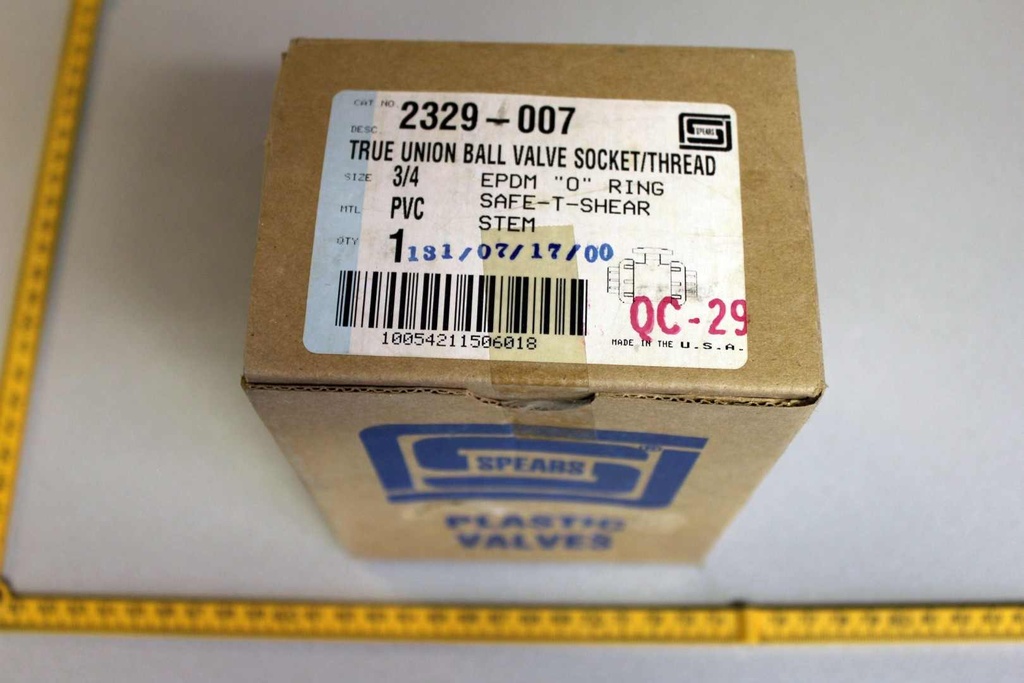 CAT NO. 2329-007
SPEARS
DESC. TRUE UNION BALL VALVE SOCKET/THREAD
SIZE 3/4 EPDM "O" RING
SAFE-T-SHEAR
MTL PVC STEM
QTY 1 131/07/17/00
10054211506018
QC-29
MADE IN THE U.S.A.
SPEARS
PLASTIC
VALVES